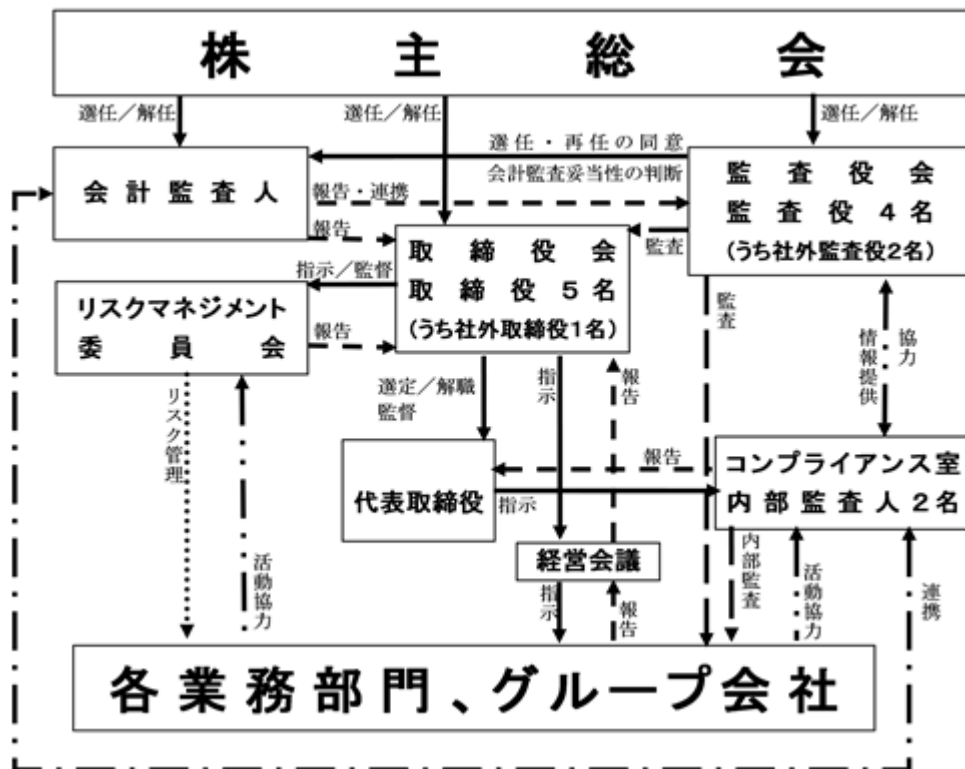 株主総会
選任／解任
選任／解任
選任／解任
会計監査人
選任・再任の同意
会計監査妥当性の判断
報告・連携
報告
監査役会
監査役4名
(うち社外監査役2名)
取締役会
取締役5名
(うち社外取締役1名)
監査
指示／監督
リスクマネジメント
委員会
報告
監査
協力
情報提供
選定／解職
監督
指示
報告
リスク管理
代表取締役
報告
指示
コンプライアンス室
内部監査人2名
経営会議
活動協力
指示
報告
内部監査
活動協力
連携
各業務部門、グループ会社